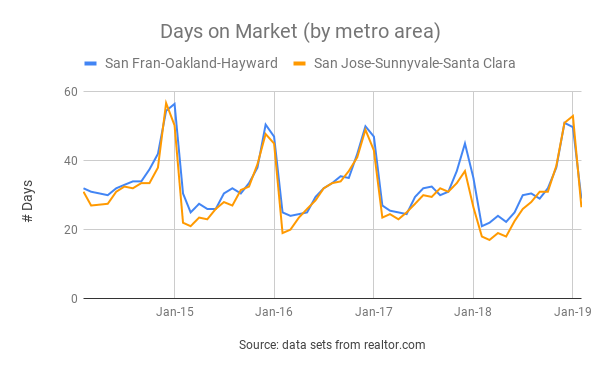 Days on Market (by metro area)
San Fran-Oakland-Hayward San Jose-Sunnyvale-Santa Clara
60
40
20
0
# Days
Jan-15 Jan-16 Jan-17 Jan-18 Jan-19
Source: data sets from realtor.com